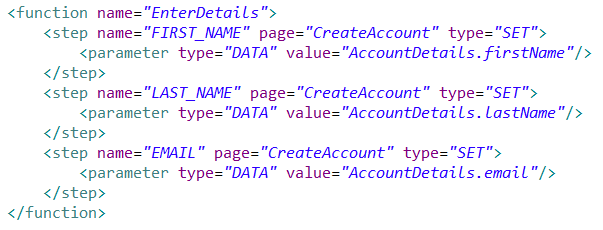 <function name="EnterDetails">
    <step name="FIRST_NAME" page="CreateAccount" type="SET">
        <parameter type="DATA" value="AccountDetails.firstName"/>
    </step>
    <step name="LAST_NAME" page="CreateAccount" type="SET">
        <parameter type="DATA" value="AccountDetails.lastName"/>
    </step>
    <step name="EMAIL" page="CreateAccount" type="SET">
        <parameter type="DATA" value="AccountDetails.email"/>
    </step>
</function>